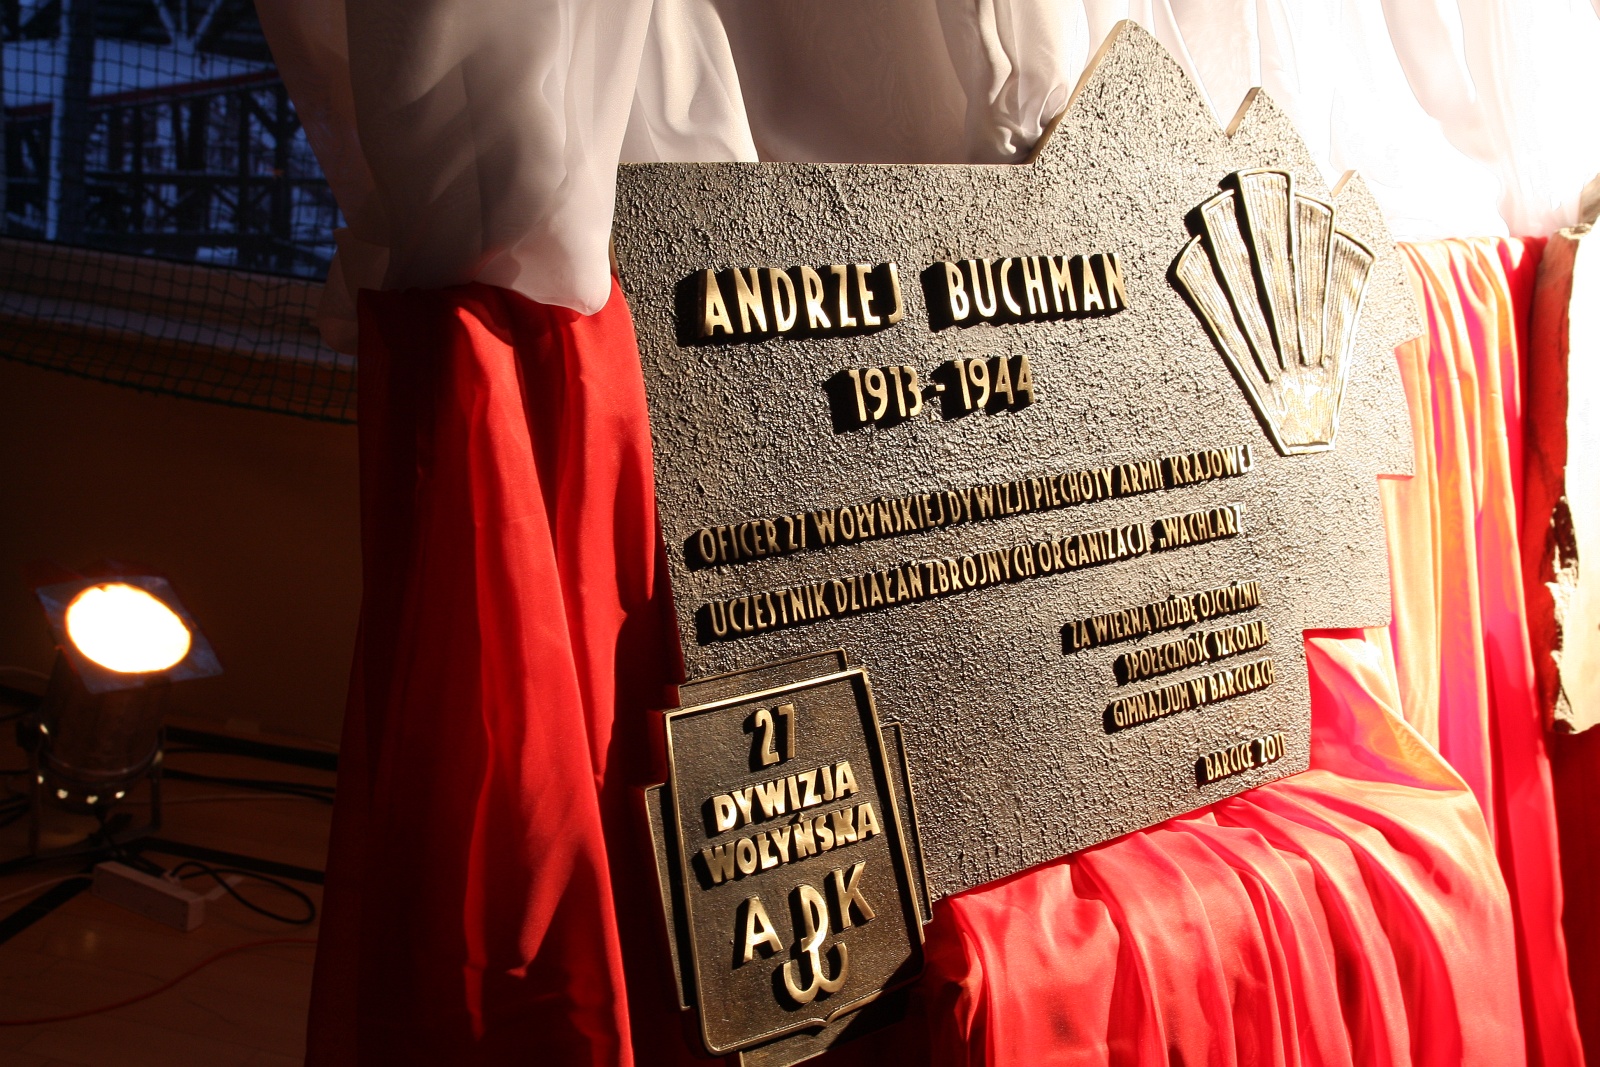 ANDRZEJ BUCHMAN
1913 - 1944
OFICER 27 WOŁYŃSKIEJ DYWIZJI PIECHOTY ARMII KRAJOWEJ
UCZESTNIK DZIAŁAŃ ZBROJNYCH ORGANIZACJI „WACHLARZ”
ZA WIERNĄ SŁUŻBĘ OJCZYŹNIE
SPOŁECZNOŚĆ SZKOLNA
GIMNAZJUM W BARCICACH
BARCICE 2011
27
DYWIZJA
WOŁYŃSKA
A K